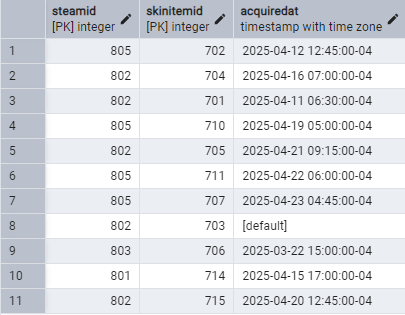 steamid skinitemid acquiredat
[PK] integer [PK] integer timestamp with time zone
1 805 702 2025-04-12 12:45:00-04
2 802 704 2025-04-16 07:00:00-04
3 802 701 2025-04-11 06:30:00-04
4 805 710 2025-04-19 05:00:00-04
5 802 705 2025-04-21 09:15:00-04
6 805 711 2025-04-22 06:00:00-04
7 805 707 2025-04-23 04:45:00-04
8 802 703 [default]
9 803 706 2025-03-22 15:00:00-04
10 801 714 2025-04-15 17:00:00-04
11 802 715 2025-04-20 12:45:00-04